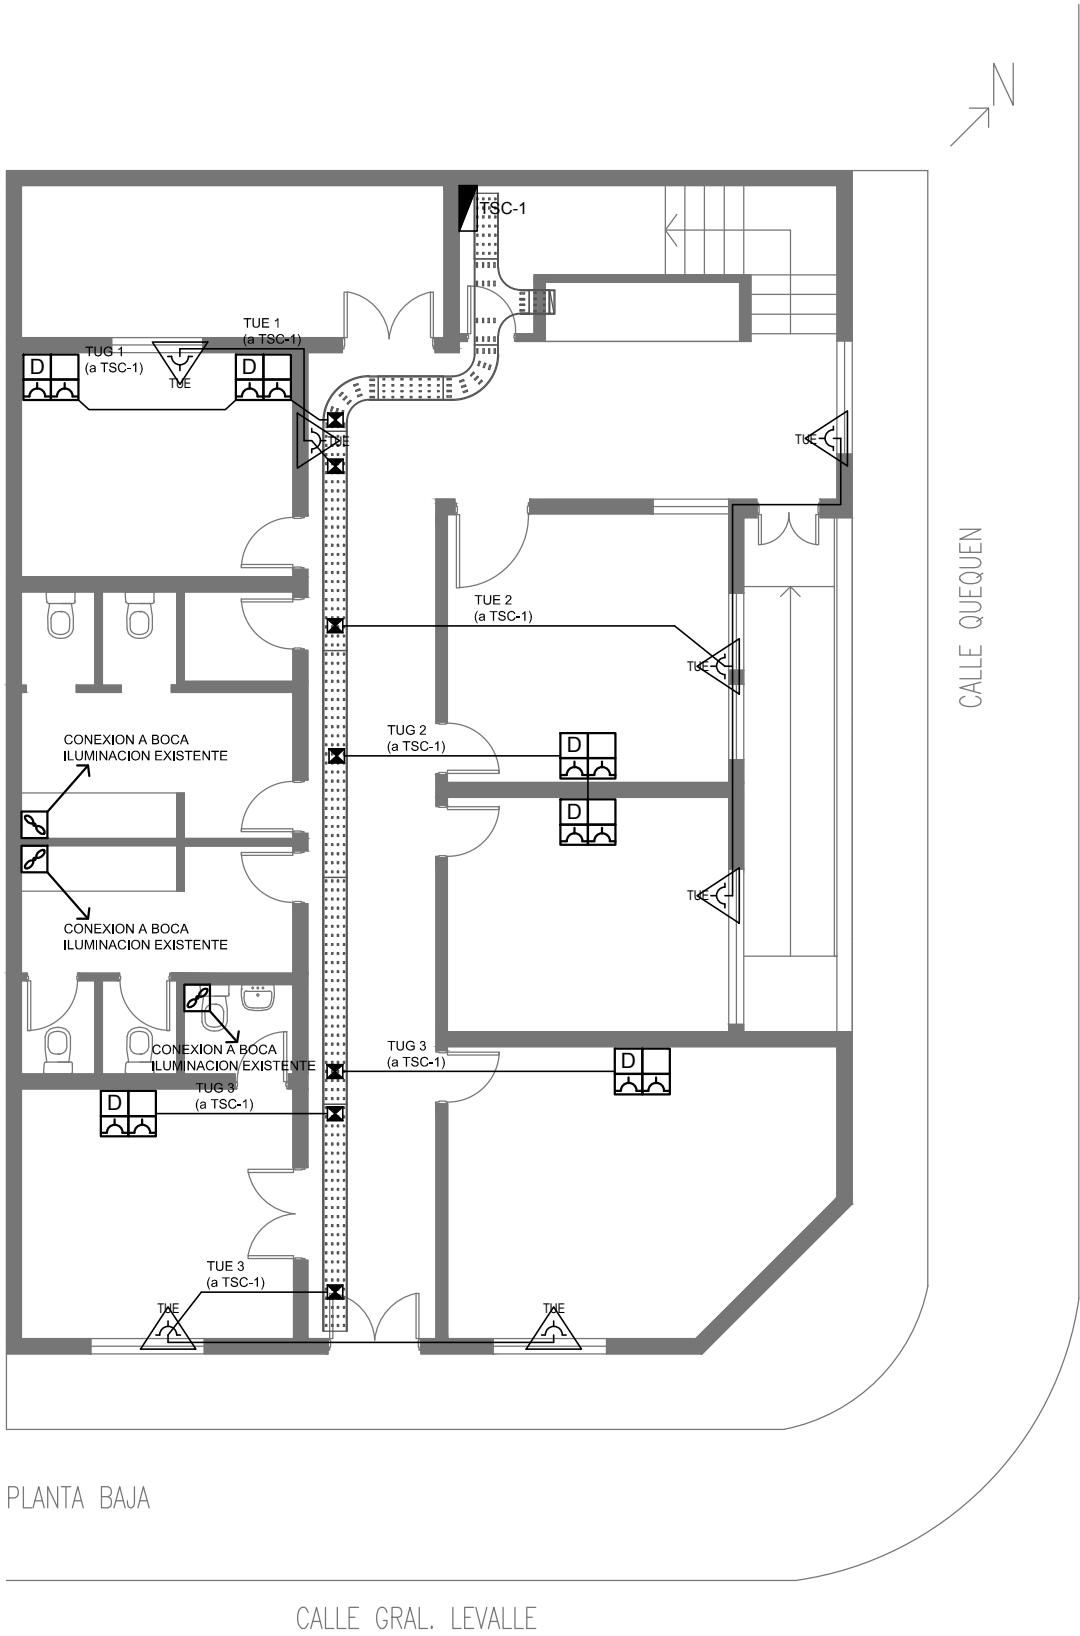 N
TSC-1
TUE 1
(a TSC-1)
TUG 1
(a TSC-1)
D
D
TUE
TUE
TUE
CALLE QUEQUEN
TUE 2
(a TSC-1)
TUE
TUG 2
(a TSC-1)
D
CONEXION A BOCA
ILUMINACION EXISTENTE
D
TUE
CONEXION A BOCA
ILUMINACION EXISTENTE
CONEXION A BOCA
ILUMINACION EXISTENTE
TUG 3
(a TSC-1)
D
TUG 3
(a TSC-1)
D
TUE 3
(a TSC-1)
TUE
TUE
PLANTA BAJA
CALLE GRAL. LEVALLE